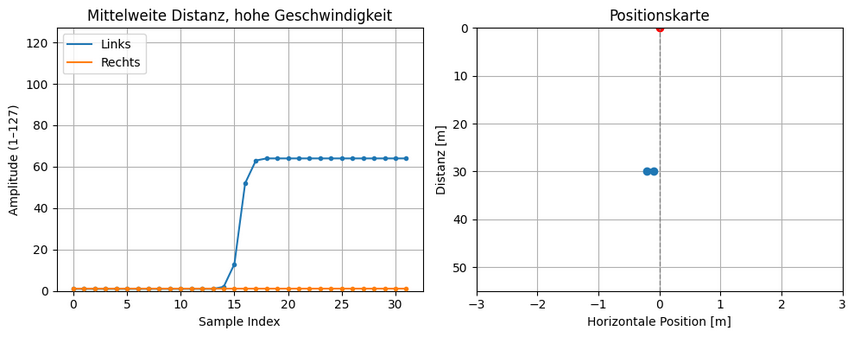 Mittelweite Distanz, hohe Geschwindigkeit
120
100
80
60
40
20
0
Amplitude (1–127)
Links
Rechts
0 5 10 15 20 25 30
Sample Index
Positionskarte
0
10
20
30
40
50
Distanz [m]
−3 −2 −1 0 1 2 3
Horizontale Position [m]